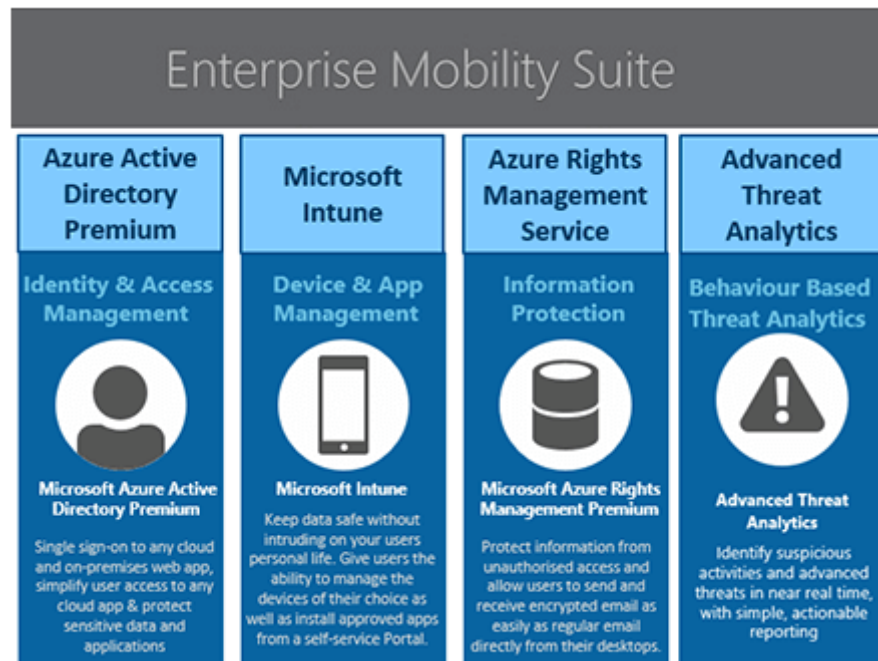 Enterprise Mobility Suite
Azure Active
Directory
Premium
Identity & Access
Management
Microsoft Azure Active
Directory Premium
Single sign-on to any cloud
and on-premises web app,
simplify user access to any
cloud app & protect
sensitive data and
applications
Microsoft
Intune
Device & App
Management
Microsoft Intune
Keep data safe without
intruding on your users
personal life. Give users the
ability to manage the
devices of their choice as
well as install approved apps
from a self-service Portal.
Azure Rights
Management
Service
Information
Protection
Microsoft Azure Rights
Management Premium
Protect information from
unauthorised access and
allow users to send and
receive encrypted email as
easily as regular email
directly from their desktops.
Advanced
Threat
Analytics
Behaviour Based
Threat Analytics
Advanced Threat
Analytics
Identify suspicious
activities and advanced
threats in near real time,
with simple, actionable
reporting